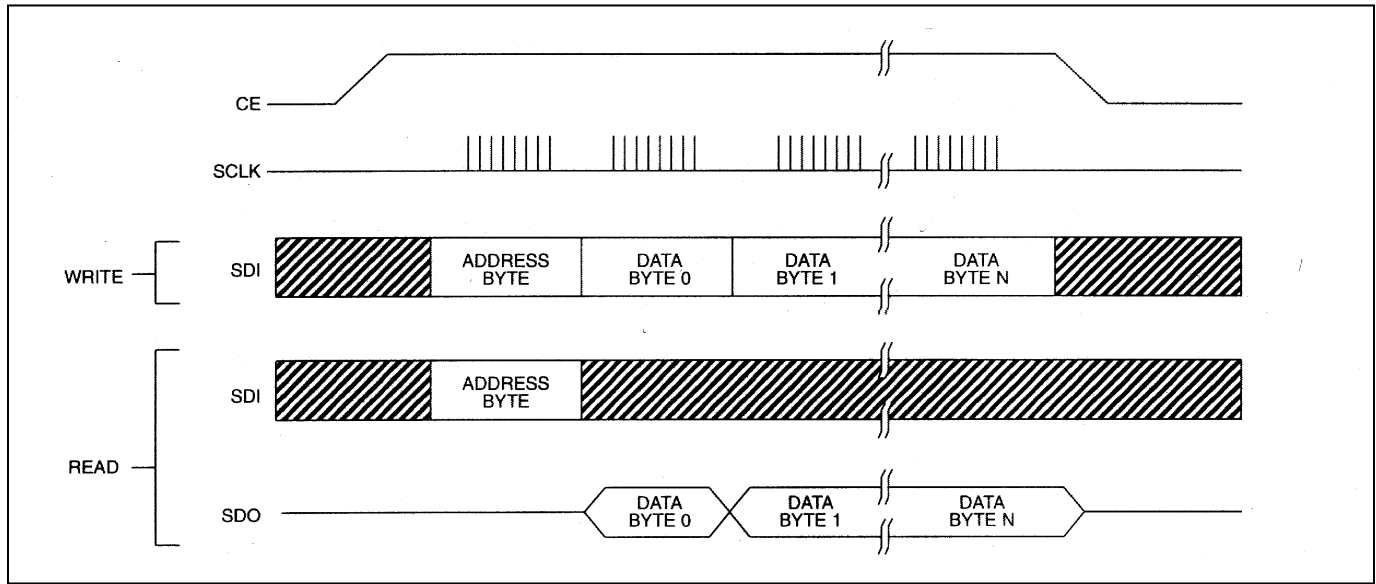 CE
SCLK
WRITE
SDI
ADDRESS
BYTE
DATA
BYTE 0
DATA
BYTE 1
DATA
BYTE N
READ
SDI
ADDRESS
BYTE
SDO
DATA
BYTE 0
DATA
BYTE 1
DATA
BYTE N